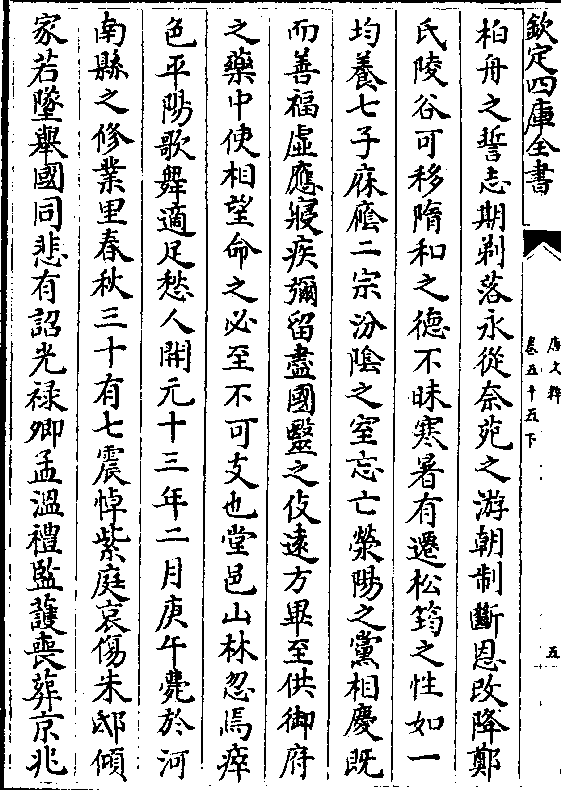 欽定四庫全書
唐文粹
卷五十五下
五
柏舟之誓志期剃落永從奈苑之游朝制斷恩改降鄭
氏陵谷可移隋和之德不昧寒暑有遷松筠之性如一
均養七子庥廕二宗汾陰之室忘亡滎陽之黨相慶既
而善福虛應寢疾彌留盡國毉之伎遠方畢至供御府
之藥中使相望命之必至不可支也堂邑山林忽焉瘁
色平陽歌舞適足愁人開元十三年二月庚午薨於河
南縣之修業里春秋三十有七震悼紫庭哀傷朱邸傾
家若墜舉國同悲有詔光禄卿孟溫禮監護喪葬京兆